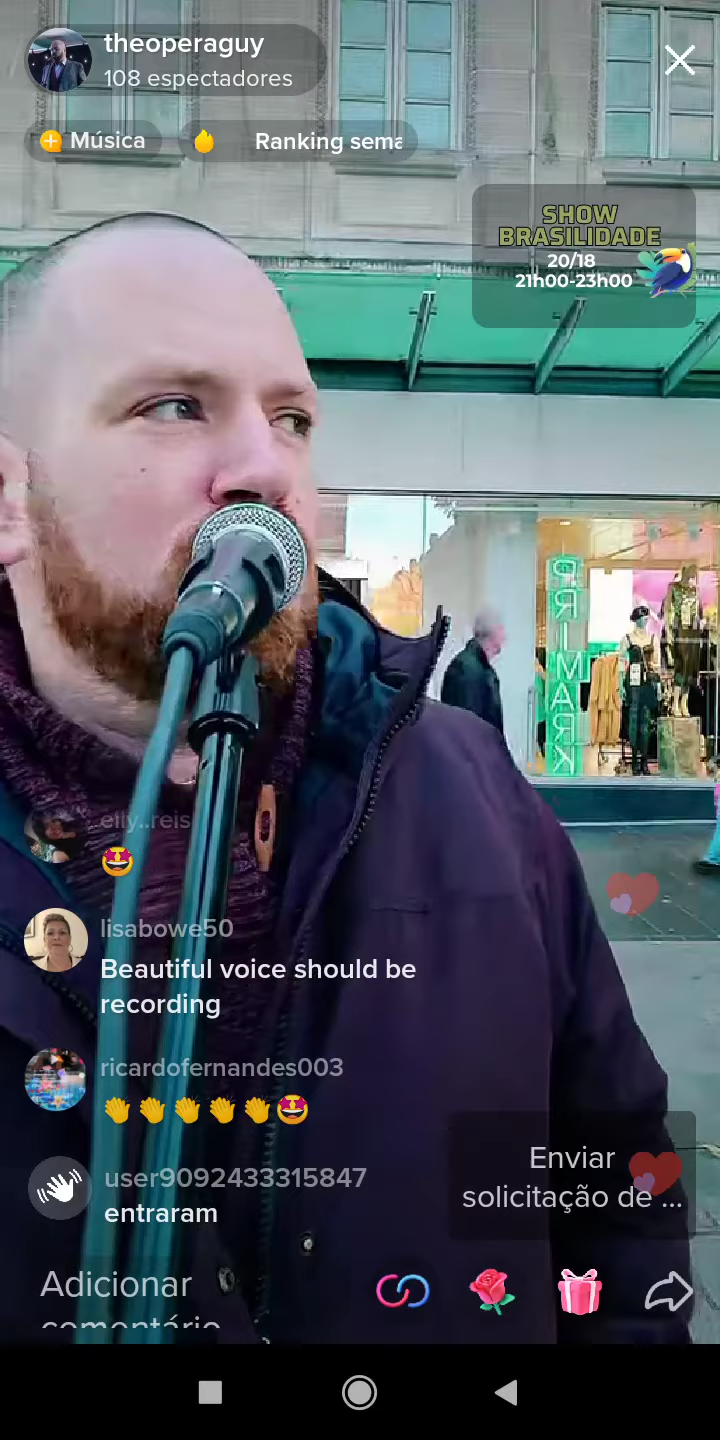 theoperaguy
108 espectadores
Música
Ranking sema
SHOW
BRASILIDADE
20/18
21h00-23h00
PRIMARK
elly..reis
lisabowe50
Beautiful voice should be
recording
ricardofernandes003
user9092433315847
entraram
Enviar
solicitação de ...
Adicionar
comentário